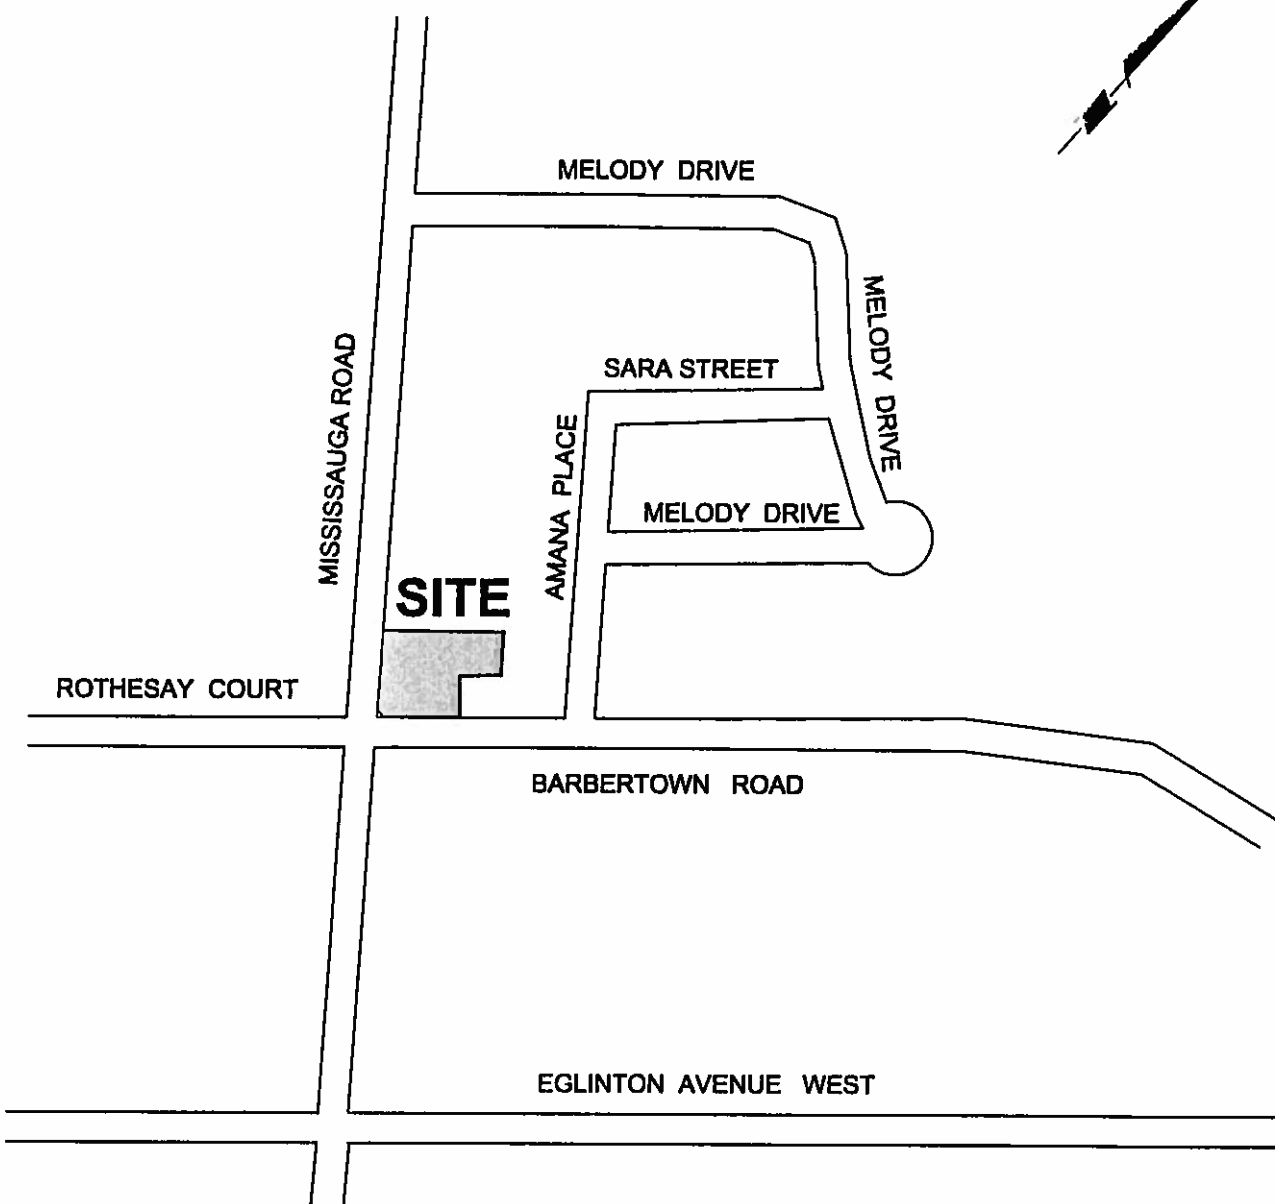 MELODY DRIVE
MELODY DRIVE
MISSISSAUGA ROAD
SARA STREET
AMANA PLACE
MELODY DRIVE
SITE
ROTHESAY COURT
BARBERTOWN ROAD
EGLINTON AVENUE WEST